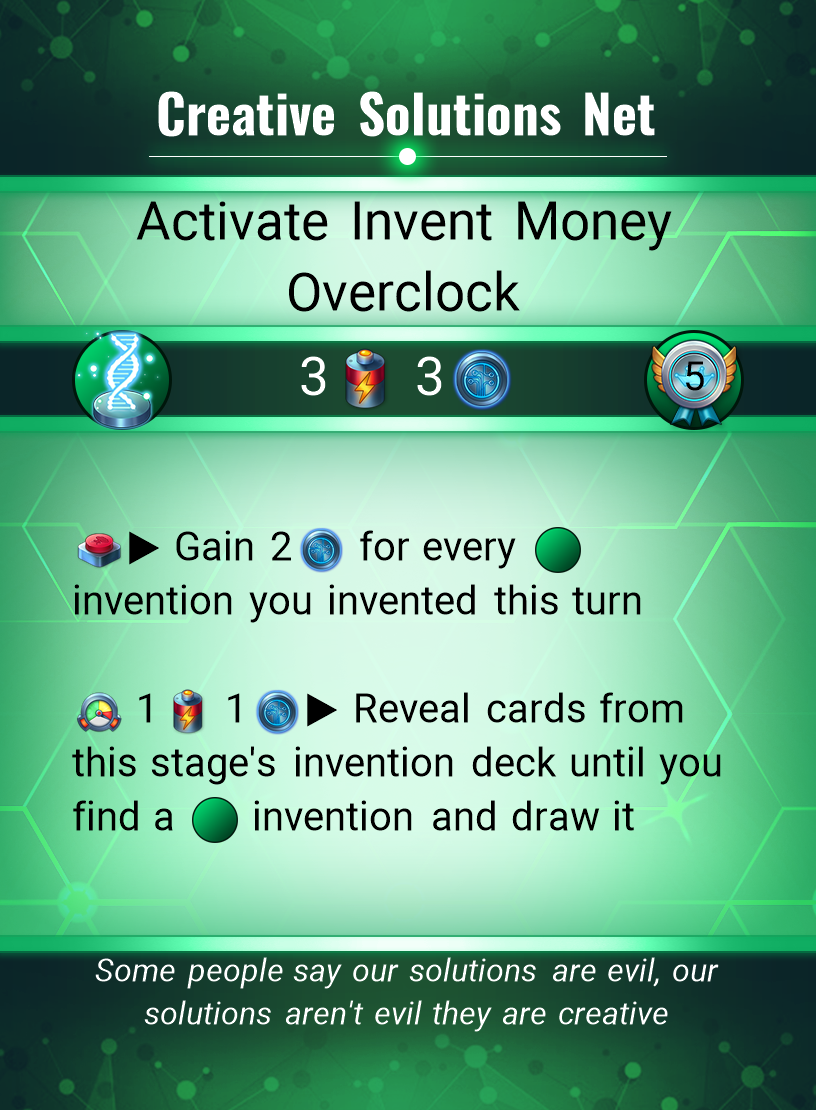 Creative Solutions Net
Activate Invent Money
Overclock
3 3
5
Gain 2 for every
invention you invented this turn
1 1 Reveal cards from
this stage's invention deck until you
find a invention and draw it
Some people say our solutions are evil, our
solutions aren't evil they are creative